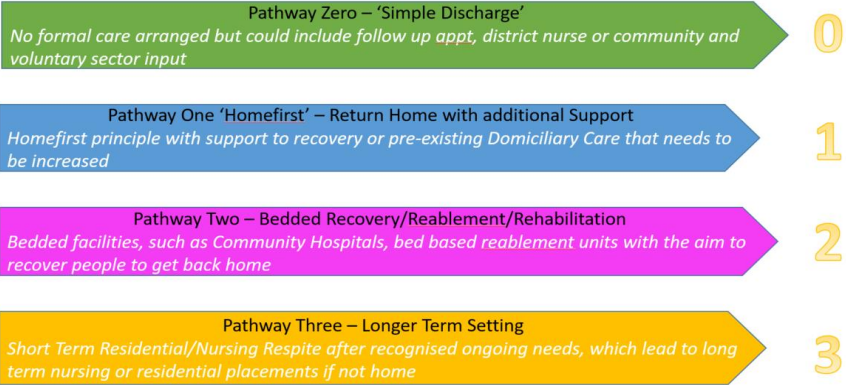 Pathway Zero – ‘Simple Discharge’
No formal care arranged but could include follow up appt, district nurse or community and
voluntary sector input
0
Pathway One ‘Homefirst’ – Return Home with additional Support
Homefirst principle with support to recovery or pre-existing Domiciliary Care that needs to
be increased
1
Pathway Two – Bedded Recovery/Reablement/Rehabilitation
Bedded facilities, such as Community Hospitals, bed based reablement units with the aim to
recover people to get back home
2
Pathway Three – Longer Term Setting
Short Term Residential/Nursing Respite after recognised ongoing needs, which lead to long
term nursing or residential placements if not home
3